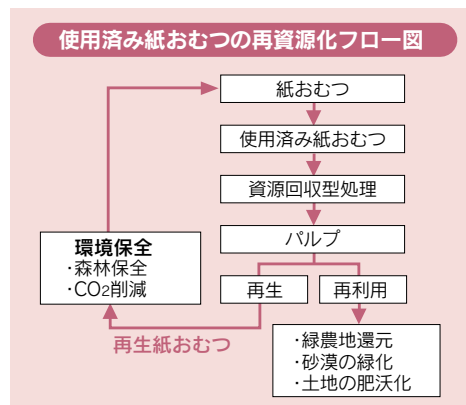 使用済み紙おむつの再資源化フロー図
紙おむつ
使用済み紙おむつ
資源回収型処理
パルプ
環境保全
・森林保全
・CO2削減
再生
再利用
再生紙おむつ
・緑農地還元
・砂漠の緑化
・土地の肥沃化